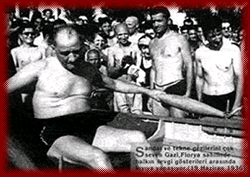 Sandal ve tekne gezilerini çok
seven Gazi, Florya sahilinde
halkın sevgi gösterileri arasında